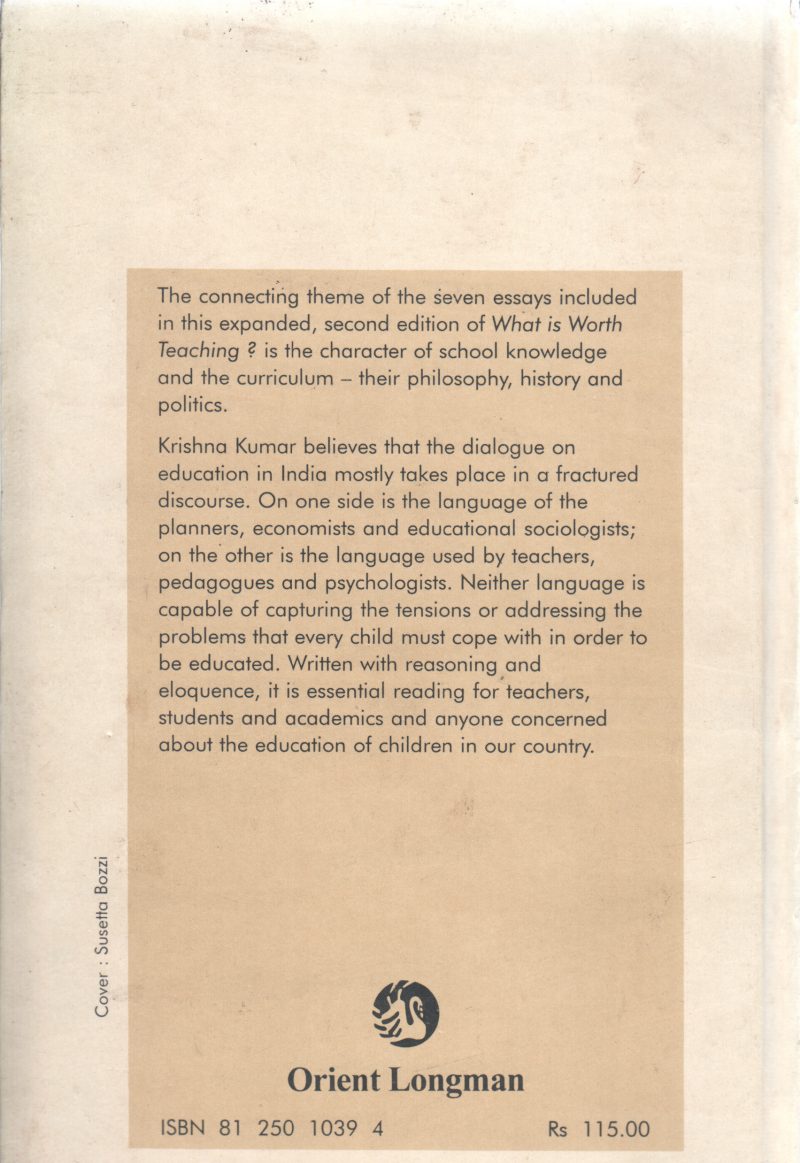 The connecting theme of the seven essays included
in this expanded, second edition of What is Worth
Teaching ? is the character of school knowledge
and the curriculum – their philosophy, history and
politics.
Krishna Kumar believes that the dialogue on
education in India mostly takes place in a fractured
discourse. On one side is the language of the
planners, economists and educational sociologists;
on the other is the language used by teachers,
pedagogues and psychologists. Neither language is
capable of capturing the tensions or addressing the
problems that every child must cope with in order to
be educated. Written with reasoning and
eloquence, it is essential reading for teachers,
students and academics and anyone concerned
about the education of children in our country.
Cover : Susetta Bozzi
Orient Longman
ISBN 81 250 1039 4 Rs 115.00